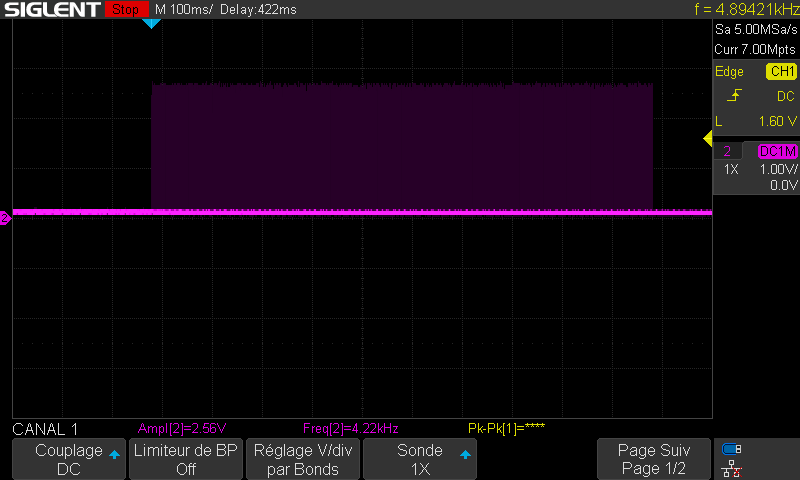 SIGLENT Stop M 100ms/ Delay:422ms f = 4.89421kHz
Sa 5.00MSa/s
Curr 7.00Mpts
Edge CH1
DC
L 1.60 V
2 DC1M
1X 1.00V/
0.0V
2
CANAL 1 Ampl[2]=2.56V Freq[2]=4.22kHz Pk-Pk[1]=****
Couplage
DC
Limiteur de BP
Off
Réglage V/div
par Bonds
Sonde
1X
Page Suiv
Page 1/2